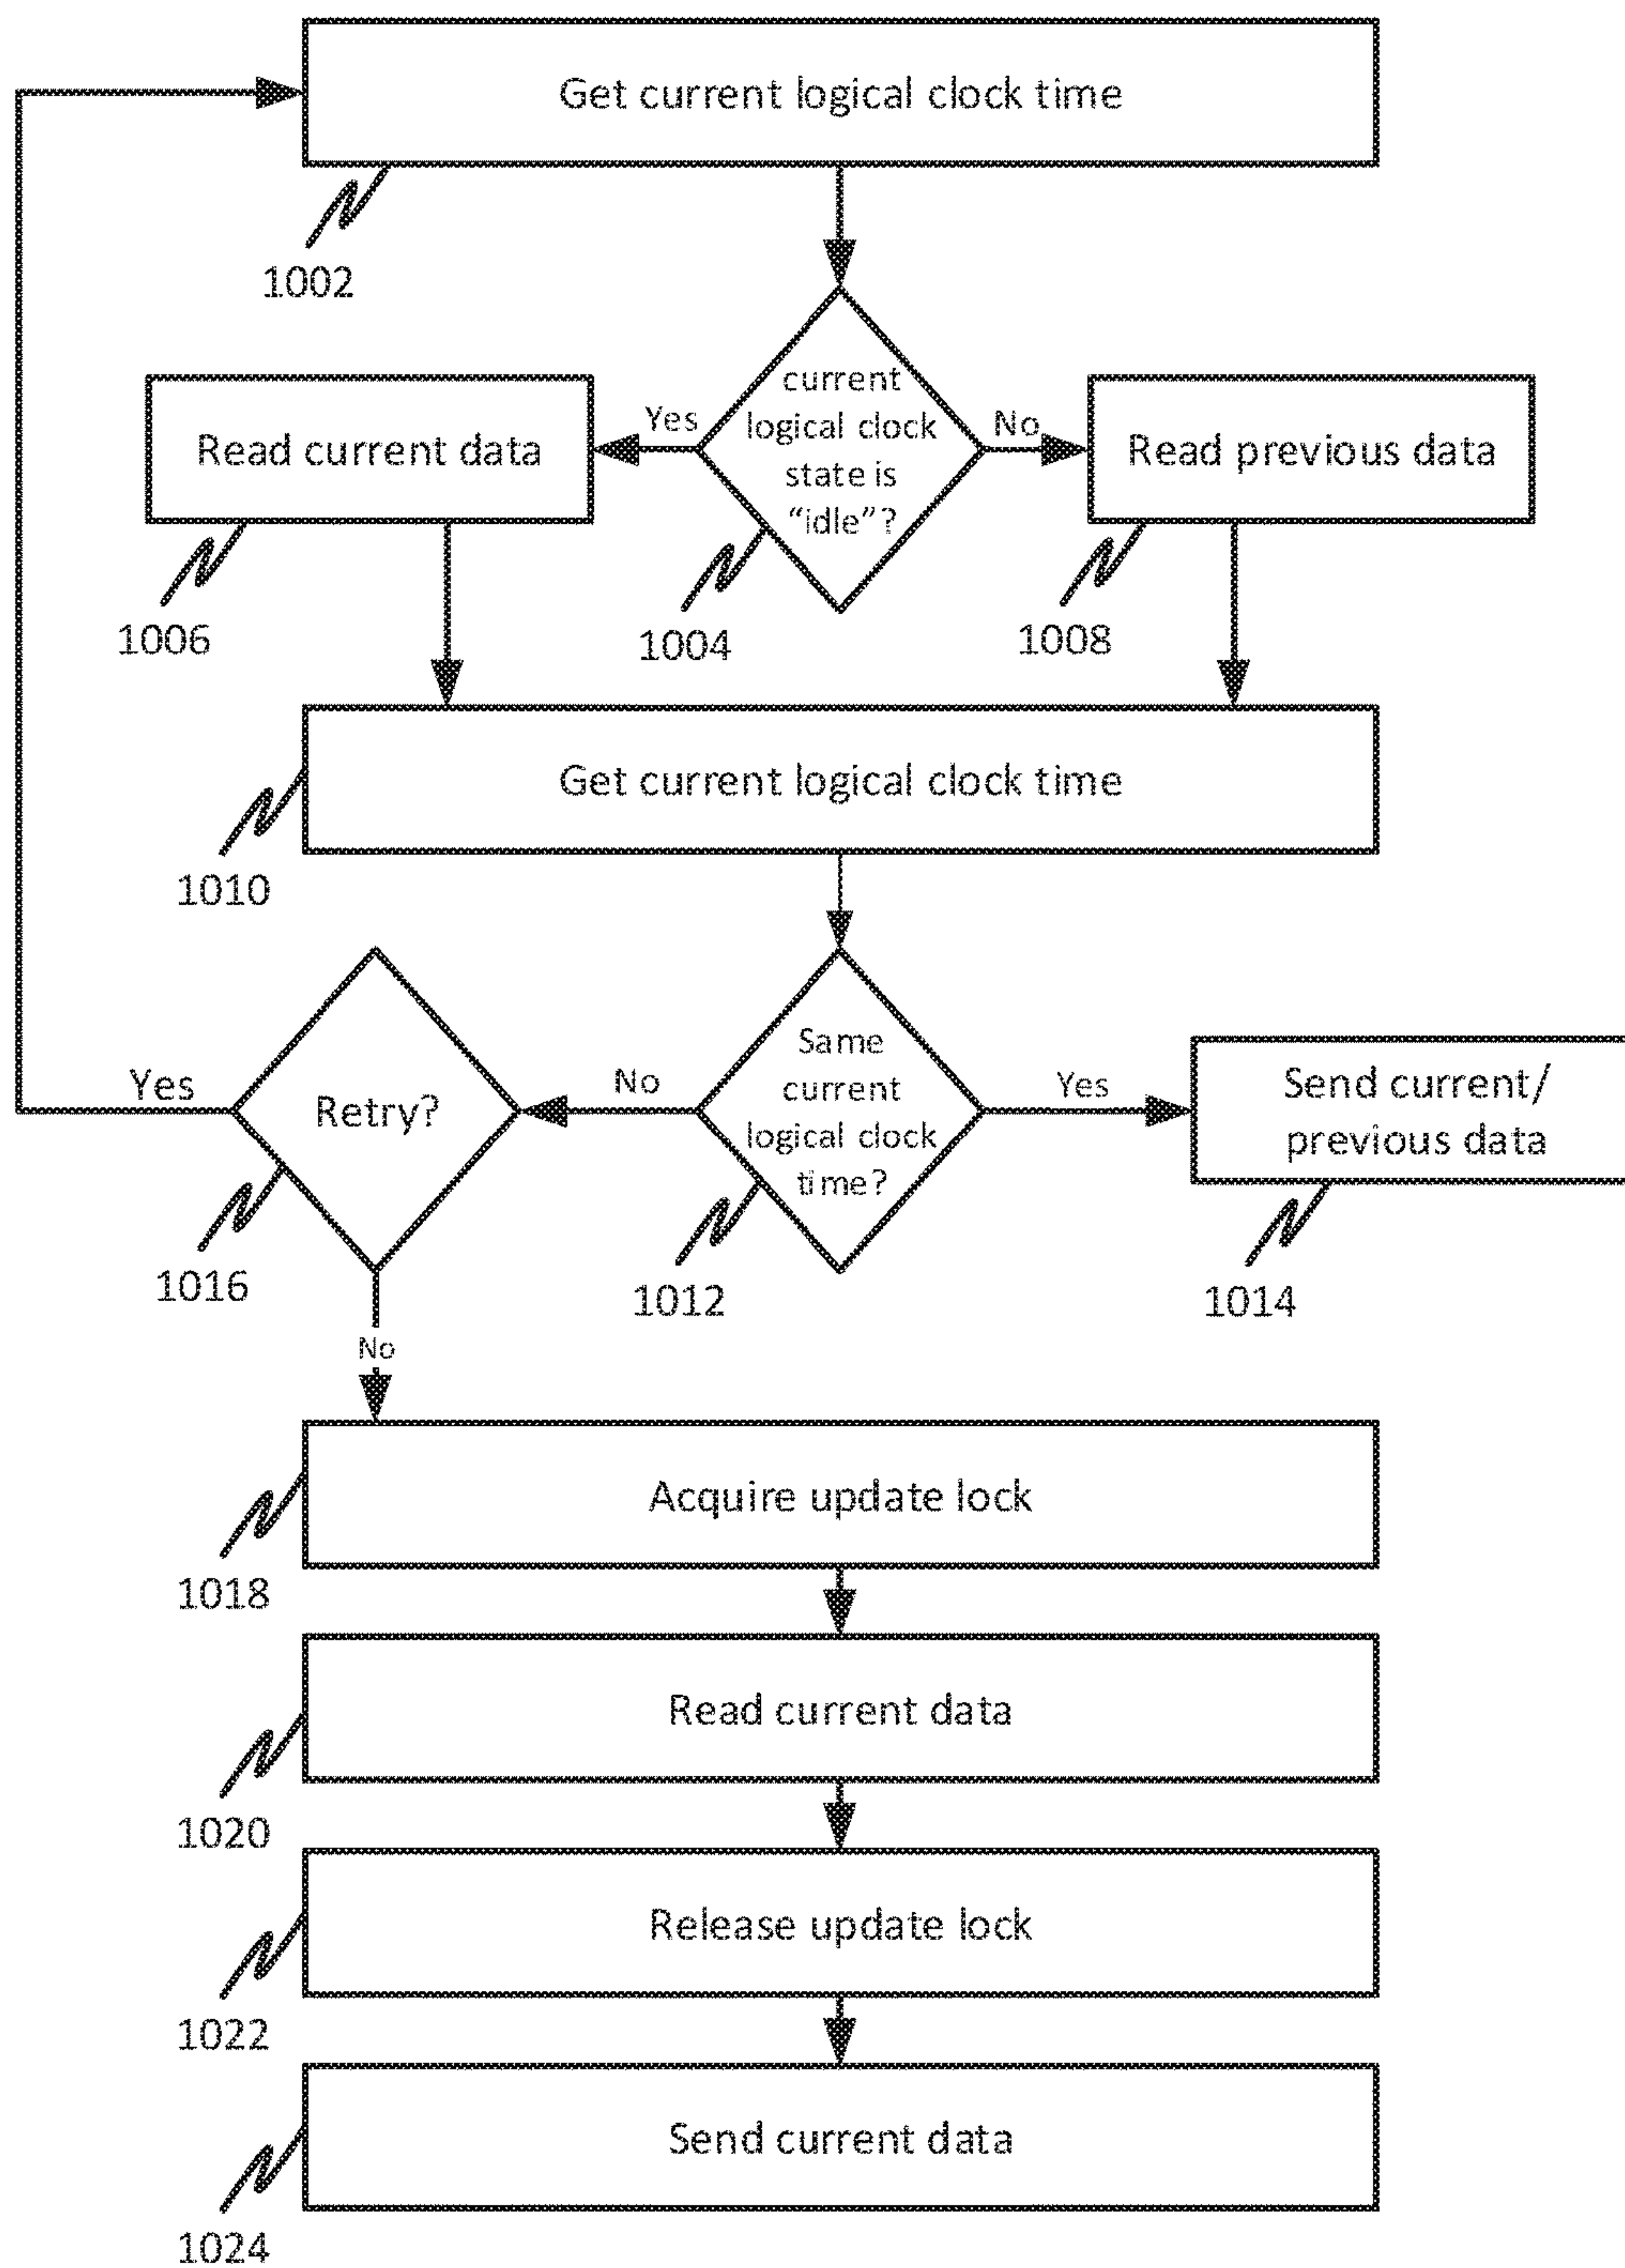 Get current logical clock time
1002
current
logical clock
state is
“idle”?
Yes
No
Read current data
Read previous data
1006
1004
1008
Get current logical clock time
1010
Same
current
logical clock
time?
No
Yes
Retry?
Yes
Send current/
previous data
1016
1012
1014
No
Acquire update lock
1018
Read current data
1020
Release update lock
1022
Send current data
1024